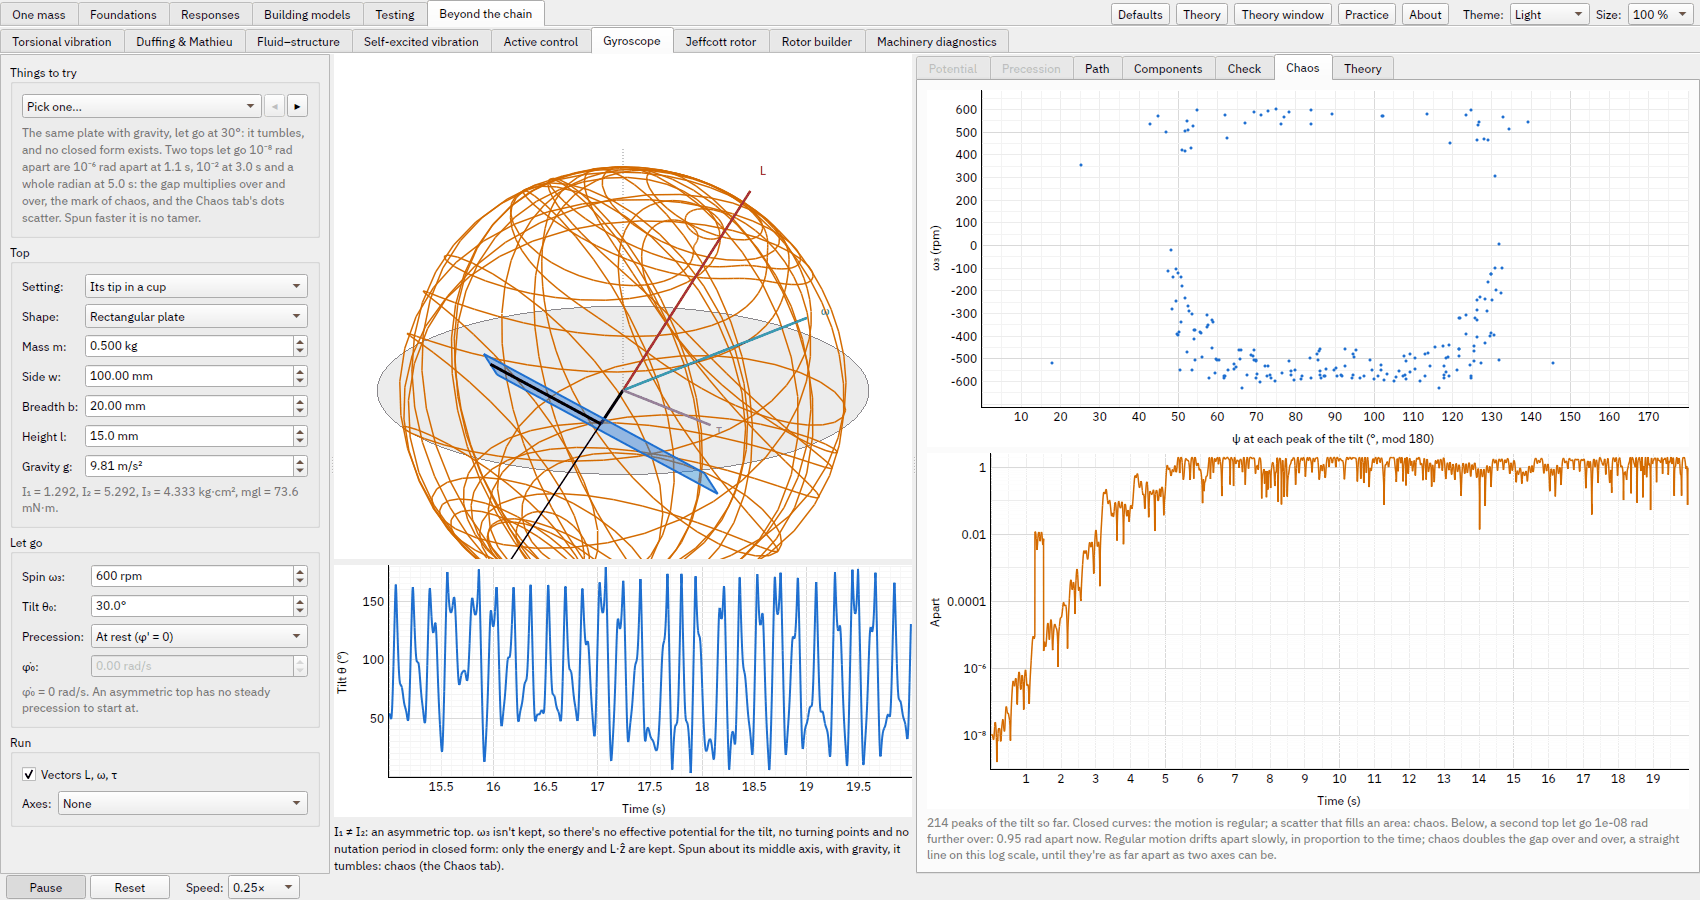 One mass Foundations Responses Building models Testing Beyond the chain Defaults Theory Theory window Practice About Theme: Light Size: 100 %
Torsional vibration Duffing & Mathieu Fluid–structure Self-excited vibration Active control Gyroscope Jeffcott rotor Rotor builder Machinery diagnostics
Things to try
Pick one...
The same plate with gravity, let go at 30°: it tumbles,
and no closed form exists. Two tops let go 10⁻⁸ rad
apart are 10⁻⁶ rad apart at 1.1 s, 10⁻² at 3.0 s and a
whole radian at 5.0 s: the gap multiplies over and
over, the mark of chaos, and the Chaos tab's dots
scatter. Spun faster it is no tamer.
Top
Setting: Its tip in a cup
Shape: Rectangular plate
Mass m: 0.500 kg
Side w: 100.00 mm
Breadth b: 20.00 mm
Height l: 15.0 mm
Gravity g: 9.81 m/s²
I₁ = 1.292, I₂ = 5.292, I₃ = 4.333 kg·cm², mgl = 73.6
mN·m.
Let go
Spin ω₃: 600 rpm
Tilt θ₀: 30.0°
Precession: At rest (φ' = 0)
φ̇₀: 0.00 rad/s
φ̇₀ = 0 rad/s. An asymmetric top has no steady
precession to start at.
Run
Vectors L, ω, τ
Axes: None
Pause Reset Speed: 0.25×
L
ω
τ
Tilt θ (°)
150
100
50
15.5 16 16.5 17 17.5 18 18.5 19 19.5
Time (s)
I₁ ≠ I₂: an asymmetric top. ω₃ isn't kept, so there's no effective potential for the tilt, no turning points and no
nutation period in closed form: only the energy and L·ẑ are kept. Spun about its middle axis, with gravity, it
tumbles: chaos (the Chaos tab).
Potential Precession Path Components Check Chaos Theory
ω₃ (rpm)
600
500
400
300
200
100
0
-100
-200
-300
-400
-500
-600
10 20 30 40 50 60 70 80 90 100 110 120 130 140 150 160 170
ψ at each peak of the tilt (°, mod 180)
Apart
1
0.01
0.0001
10⁻⁶
10⁻⁸
1 2 3 4 5 6 7 8 9 10 11 12 13 14 15 16 17 18 19
Time (s)
214 peaks of the tilt so far. Closed curves: the motion is regular; a scatter that fills an area: chaos. Below, a second top let go 1e-08 rad
further over: 0.95 rad apart now. Regular motion drifts apart slowly, in proportion to the time; chaos doubles the gap over and over, a straight
line on this log scale, until they're as far apart as two axes can be.